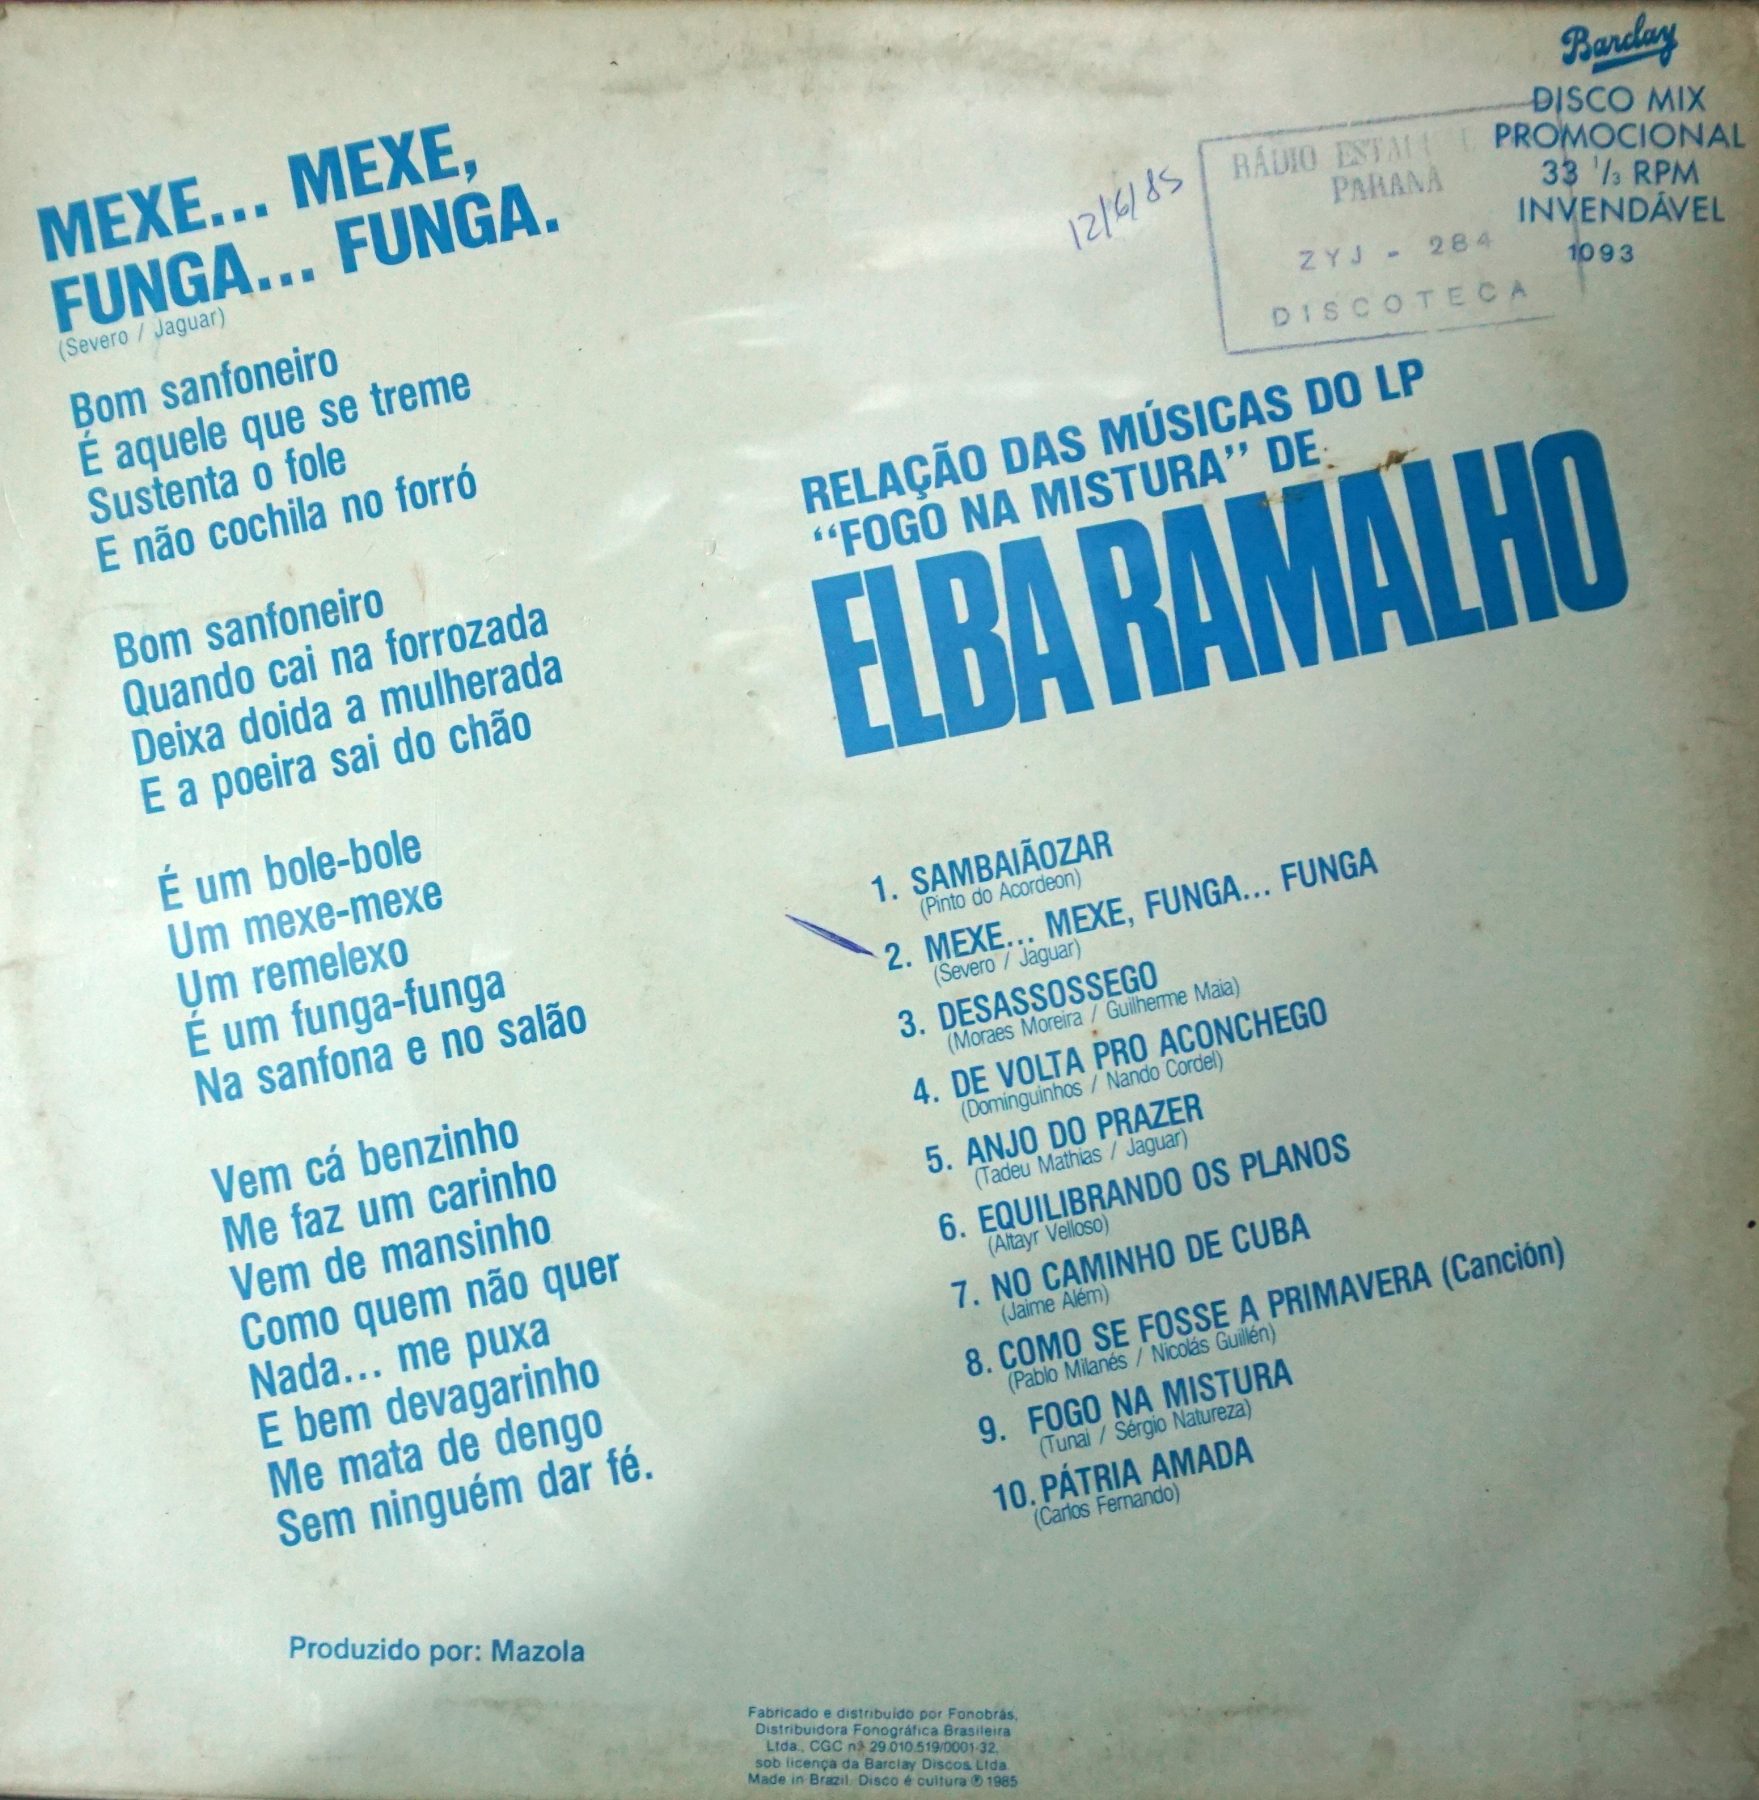 Barclay
DISCO MIX
PROMOCIONAL
33 1/3 RPM
INVENDÁVEL
1093
12/6/85
RÁDIO
PARANÁ
ZYJ - 284
DISCOTECA
MEXE... MEXE,
FUNGA... FUNGA.
(Severo / Jaguar)
Bom sanfoneiro
É aquele que se treme
Sustenta o fole
E não cochila no forró
Bom sanfoneiro
Quando cai na forrozada
Deixa doida a mulherada
E a poeira sai do chão
É um bole-bole
Um mexe-mexe
Um remelexo
É um funga-funga
Na sanfona e no salão
Vem cá benzinho
Me faz um carinho
Vem de mansinho
Como quem não quer
Nada... me puxa
E bem devagarinho
Me mata de dengo
Sem ninguém dar fé.
Produzido por: Mazola
RELAÇÃO DAS MÚSICAS DO LP
“FOGO NA MISTURA” DE
ELBA RAMALHO
1. SAMBAIÃOZAR
(Pinto do Acordeon)
2. MEXE... MEXE, FUNGA... FUNGA
(Severo / Jaguar)
3. DESASSOSSEGO
(Moraes Moreira / Guilherme Maia)
4. DE VOLTA PRO ACONCHEGO
(Dominguinhos / Nando Cordel)
5. ANJO DO PRAZER
(Tadeu Mathias / Jaguar)
6. EQUILIBRANDO OS PLANOS
(Altayr Velloso)
7. NO CAMINHO DE CUBA
(Jaime Além)
8. COMO SE FOSSE A PRIMAVERA (Canción)
(Pablo Milanés / Nicolás Guillén)
9. FOGO NA MISTURA
(Tunai / Sérgio Natureza)
10. PÁTRIA AMADA
(Carlos Fernando)
Fabricado e distribuído por Fonobrás,
Distribuidora Fonográfica Brasileira
Ltda., CGC nº 29.010.519/0001-32,
sob licença da Barclay Discos Ltda.
Made in Brazil. Disco é cultura ℗ 1985